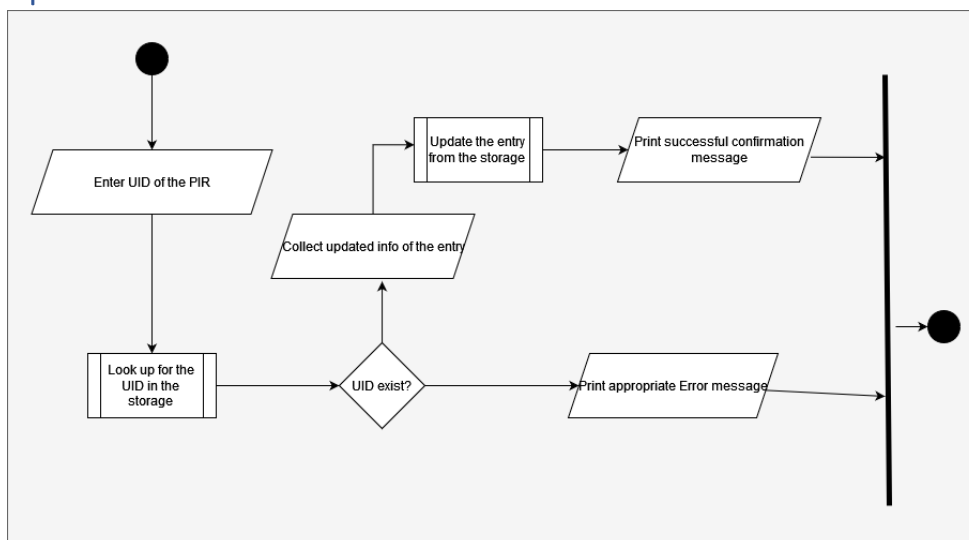 Enter UID of the PIR
Look up for the
UID in the
storage
UID exist?
Collect updated info of the entry
Update the entry
from the storage
Print successful confirmation
message
Print appropriate Error message